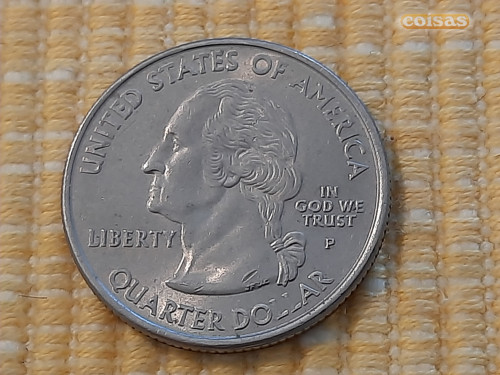 coisas
UNITED STATES OF AMERICA
LIBERTY
IN
GOD WE
TRUST
P
QUARTER DOLLAR